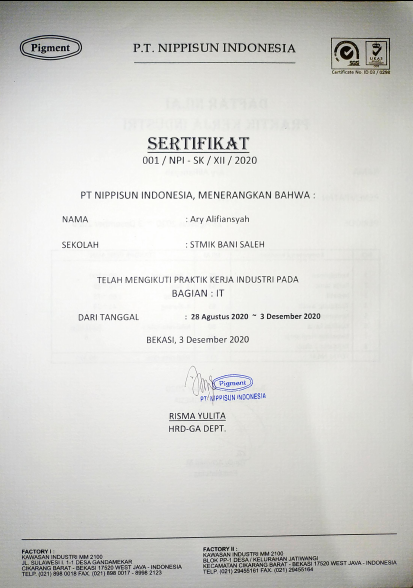 Pigment
P.T. NIPPISUN INDONESIA
UKAS
Certificate No. ID 03 / 0298
SERTIFIKAT
001 / NPI - SK / XII / 2020
PT NIPPISUN INDONESIA, MENERANGKAN BAHWA :
NAMA : Ary Alifiansyah
SEKOLAH : STMIK BANI SALEH
TELAH MENGIKUTI PRAKTIK KERJA INDUSTRI PADA
BAGIAN : IT
DARI TANGGAL : 28 Agustus 2020 ~ 3 Desember 2020
BEKASI, 3 Desember 2020
Pigment
PT NIPPISUN INDONESIA
RISMA YULITA
HRD-GA DEPT.
FACTORY I :
KAWASAN INDUSTRI MM 2100
JL. SULAWESI I. 1-1 DESA GANDAMEKAR
CIKARANG BARAT - BEKASI 17520 WEST JAVA - INDONESIA
TELP. (021) 898 0018 FAX. (021) 898 0017 - 8998 2123
FACTORY II :
KAWASAN INDUSTRI MM 2100
BLOK PP-1 DESA / KELURAHAN JATIWANGI
KECAMATAN CIKARANG BARAT - BEKASI 17520 WEST JAVA - INDONESIA
TELP. (021) 29455161 FAX. (021) 29455164